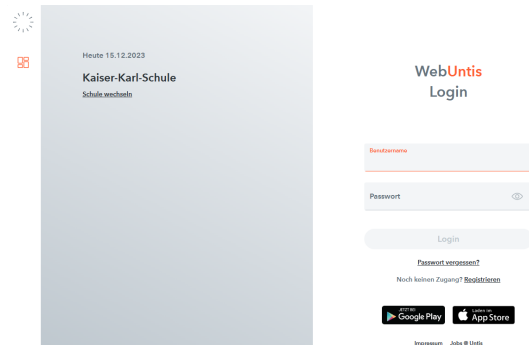 Heute 15.12.2023
Kaiser-Karl-Schule
Schule wechseln
WebUntis
Login
Benutzername
Passwort
Login
Passwort vergessen?
Noch keinen Zugang? Registrieren
JETZT BEI
Google Play
Laden im
App Store
Impressum Jobs @ Untis